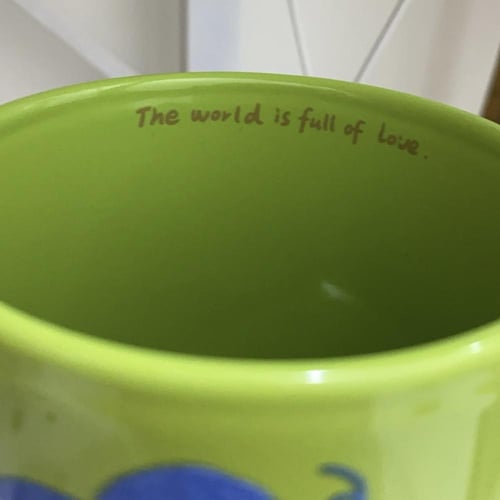 The world is full of love.